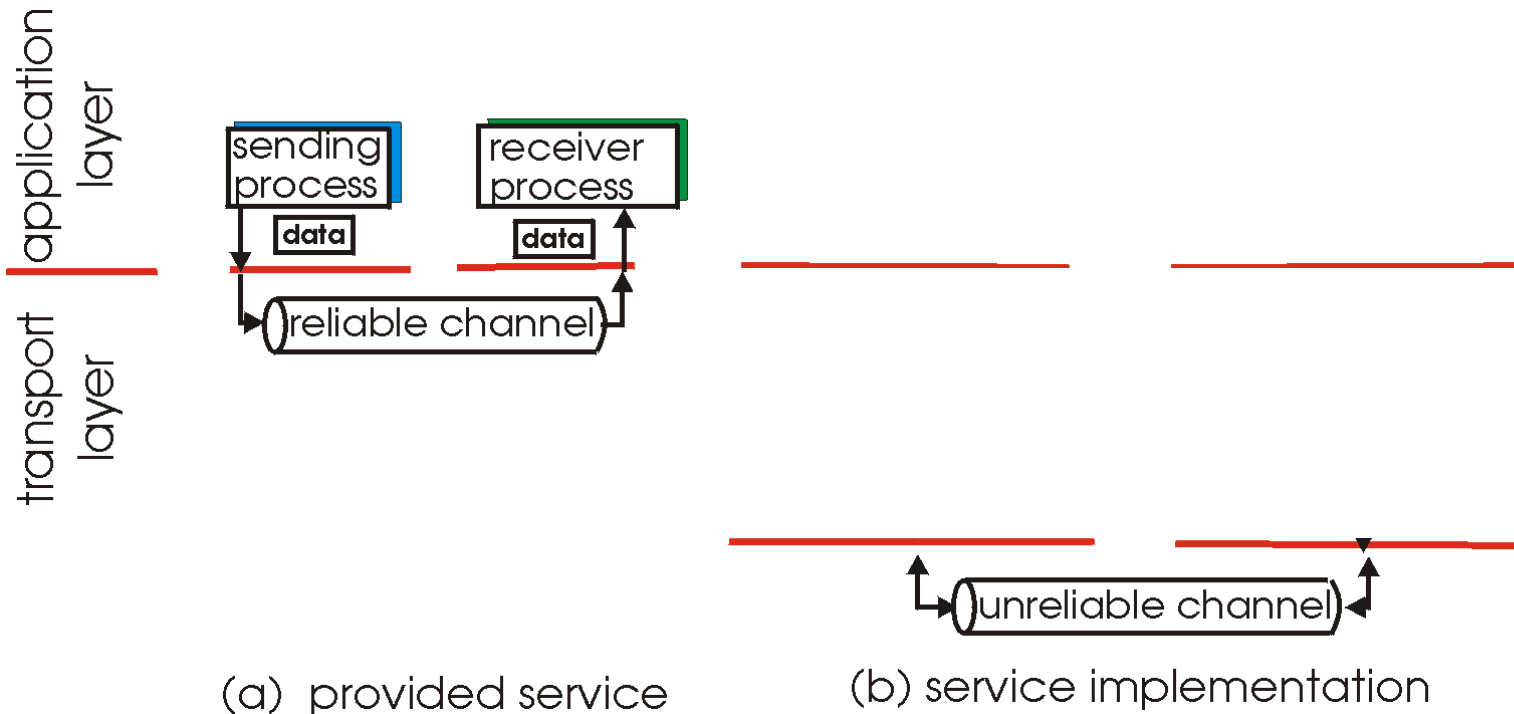 application
layer
transport
layer
sending
process
receiver
process
data
data
reliable channel
unreliable channel
(a) provided service
(b) service implementation